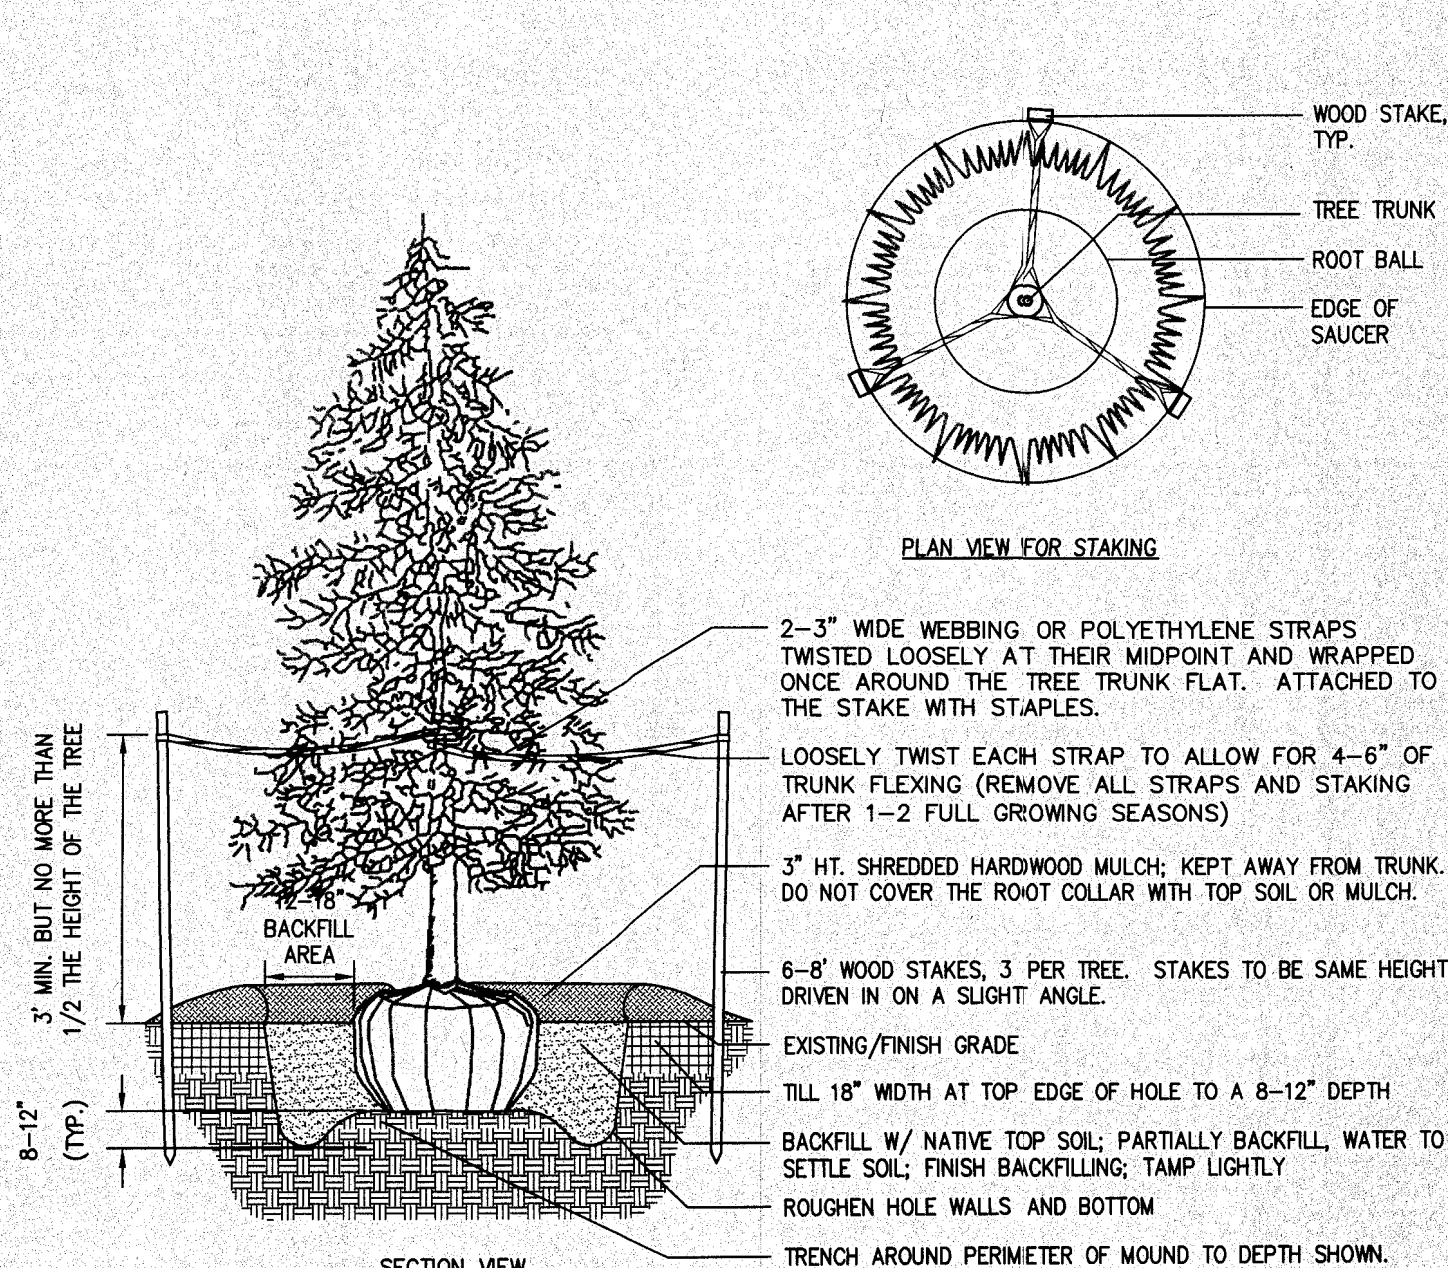 WOOD STAKE,
TYP.
TREE TRUNK
ROOT BALL
EDGE OF
SAUCER
PLAN VIEW FOR STAKING
2-3" WIDE WEBBING OR POLYETHYLENE STRAPS
TWISTED LOOSELY AT THEIR MIDPOINT AND WRAPPED
ONCE AROUND THE TREE TRUNK FLAT. ATTACHED TO
THE STAKE WITH STAPLES.
LOOSELY TWIST EACH STRAP TO ALLOW FOR 4-6" OF
TRUNK FLEXING (REMOVE ALL STRAPS AND STAKING
AFTER 1-2 FULL GROWING SEASONS)
3" HT. SHREDDED HARDWOOD MULCH; KEPT AWAY FROM TRUNK.
DO NOT COVER THE ROOT COLLAR WITH TOP SOIL OR MULCH.
6-8' WOOD STAKES, 3 PER TREE. STAKES TO BE SAME HEIGHT
DRIVEN IN ON A SLIGHT ANGLE.
EXISTING/FINISH GRADE
TILL 18" WIDTH AT TOP EDGE OF HOLE TO A 8-12" DEPTH
BACKFILL W/ NATIVE TOP SOIL; PARTIALLY BACKFILL, WATER TO
SETTLE SOIL; FINISH BACKFILLING; TAMP LIGHTLY
ROUGHEN HOLE WALLS AND BOTTOM
TRENCH AROUND PERIMETER OF MOUND TO DEPTH SHOWN.
3' MIN. BUT NO MORE THAN
1/2 THE HEIGHT OF THE TREE
8-12"
(TYP.)
12-18"
BACKFILL
AREA
SECTION VIEW